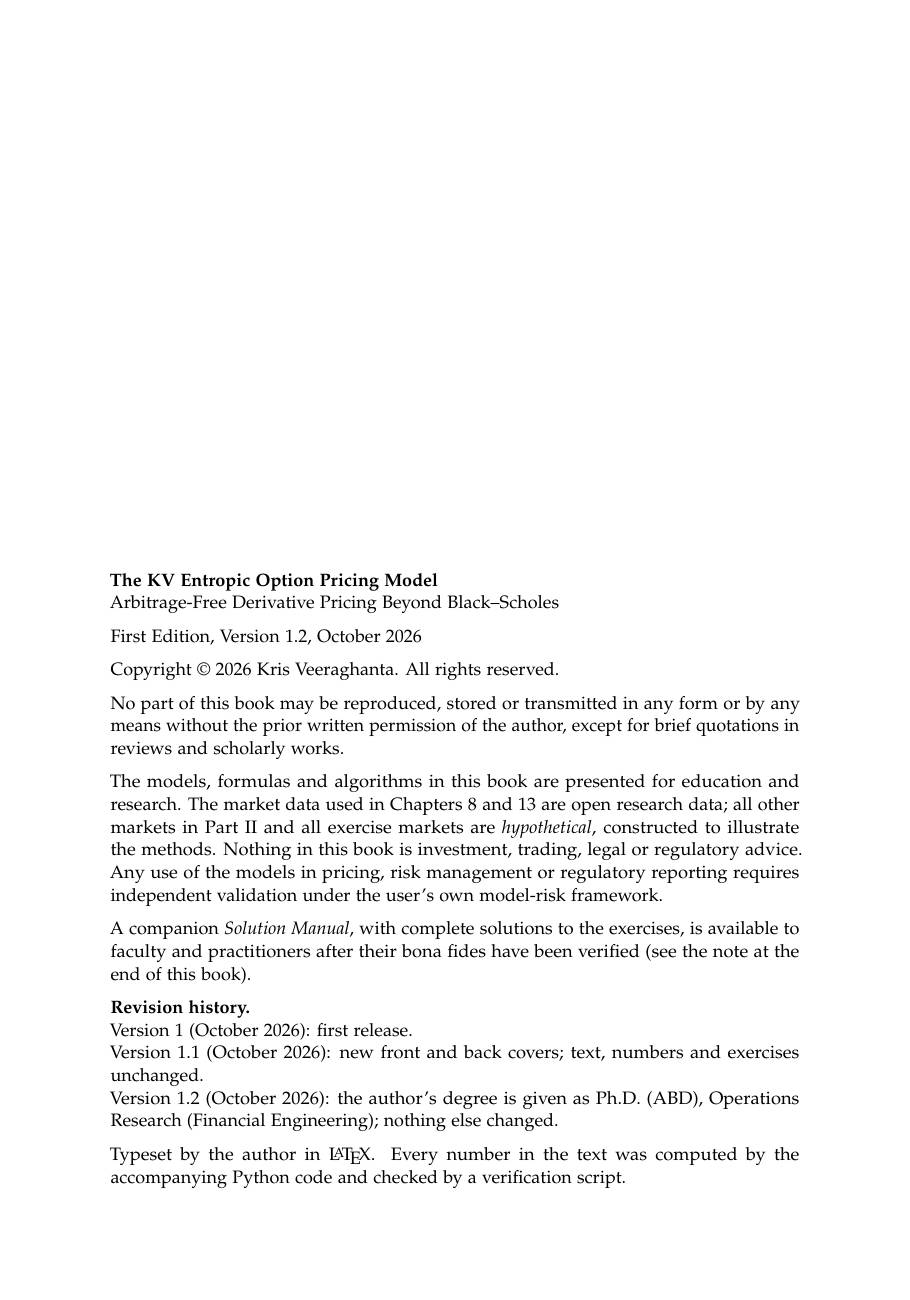 The KV Entropic Option Pricing Model
Arbitrage-Free Derivative Pricing Beyond Black–Scholes
First Edition, Version 1.2, October 2026
Copyright © 2026 Kris Veeraghanta. All rights reserved.
No part of this book may be reproduced, stored or transmitted in any form or by any
means without the prior written permission of the author, except for brief quotations in
reviews and scholarly works.
The models, formulas and algorithms in this book are presented for education and
research. The market data used in Chapters 8 and 13 are open research data; all other
markets in Part II and all exercise markets are hypothetical, constructed to illustrate
the methods. Nothing in this book is investment, trading, legal or regulatory advice.
Any use of the models in pricing, risk management or regulatory reporting requires
independent validation under the user’s own model-risk framework.
A companion Solution Manual, with complete solutions to the exercises, is available to
faculty and practitioners after their bona fides have been verified (see the note at the
end of this book).
Revision history.
Version 1 (October 2026): first release.
Version 1.1 (October 2026): new front and back covers; text, numbers and exercises
unchanged.
Version 1.2 (October 2026): the author’s degree is given as Ph.D. (ABD), Operations
Research (Financial Engineering); nothing else changed.
Typeset by the author in LATEX. Every number in the text was computed by the
accompanying Python code and checked by a verification script.